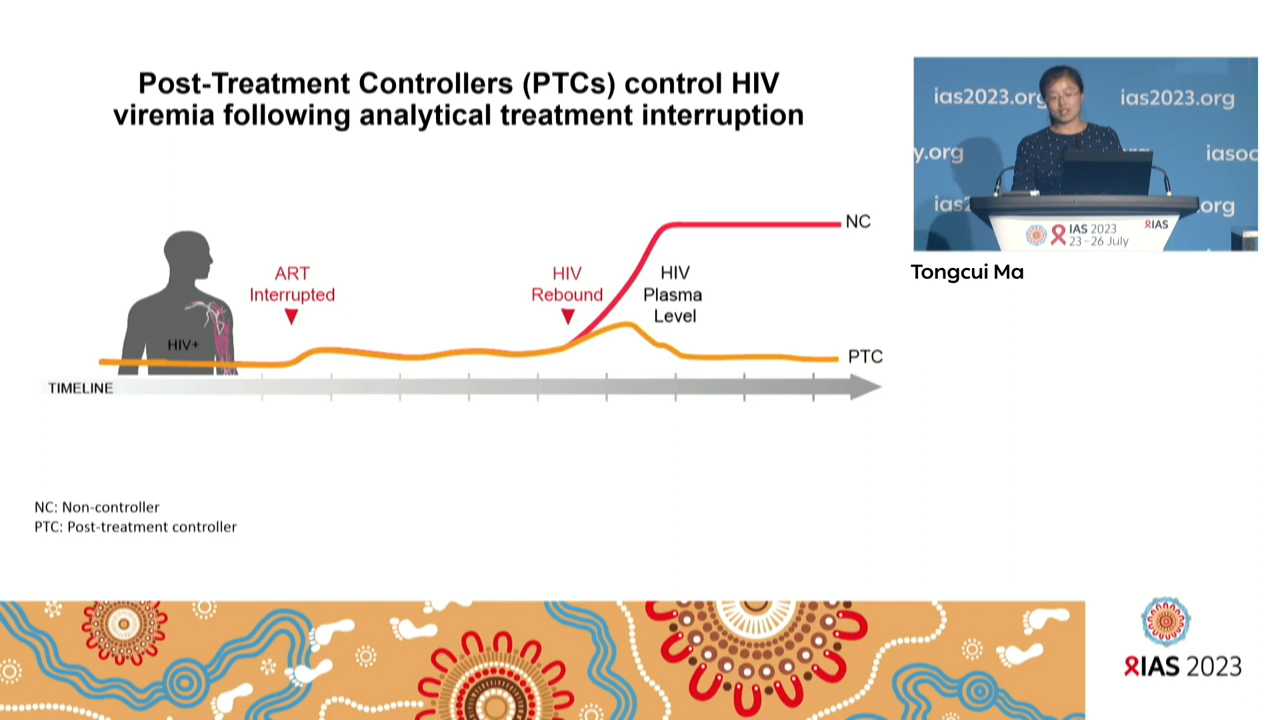 Post-Treatment Controllers (PTCs) control HIV
viremia following analytical treatment interruption
ART
Interrupted
HIV
Rebound
HIV
Plasma
Level
NC
PTC
HIV+
TIMELINE
NC: Non-controller
PTC: Post-treatment controller
ias2023.org
ias2023.org
y.org
iasoc
ias2
.org
IAS 2023
23-26 July
IAS
Tongcui Ma
IAS 2023